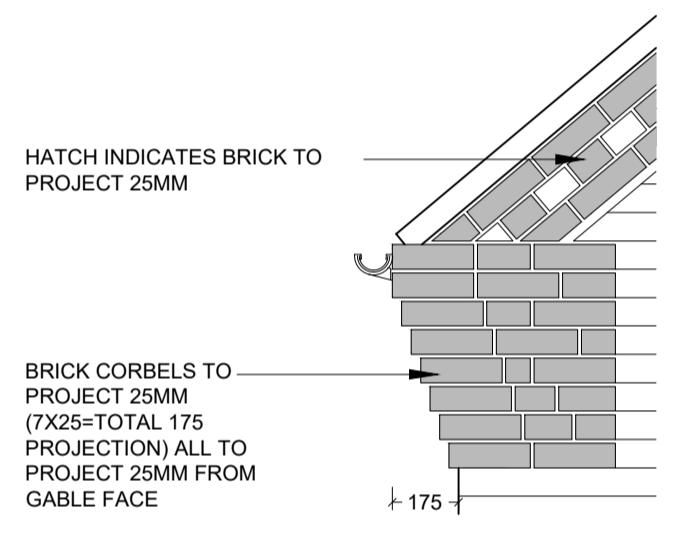 HATCH INDICATES BRICK TO
PROJECT 25MM
BRICK CORBELS TO
PROJECT 25MM
(7X25=TOTAL 175
PROJECTION) ALL TO
PROJECT 25MM FROM
GABLE FACE
175